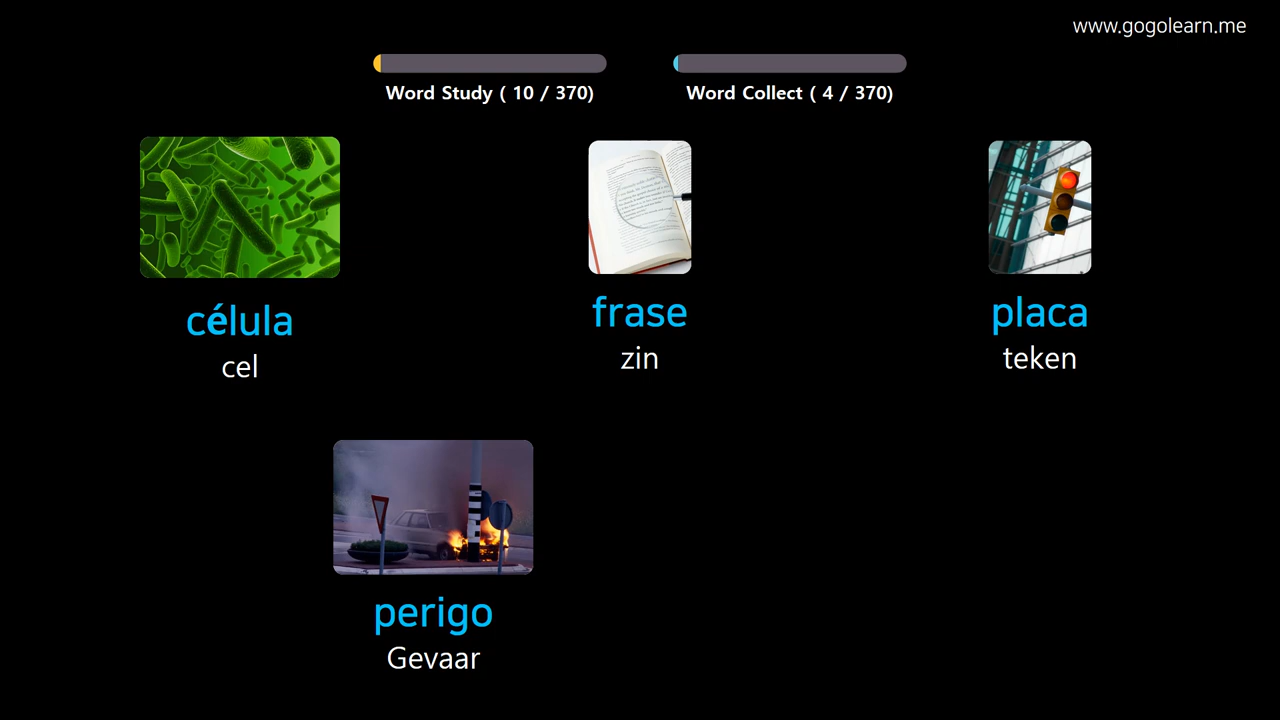 www.gogolearn.me
Word Study ( 10 / 370)
Word Collect ( 4 / 370)
célula
cel
frase
zin
placa
teken
perigo
Gevaar